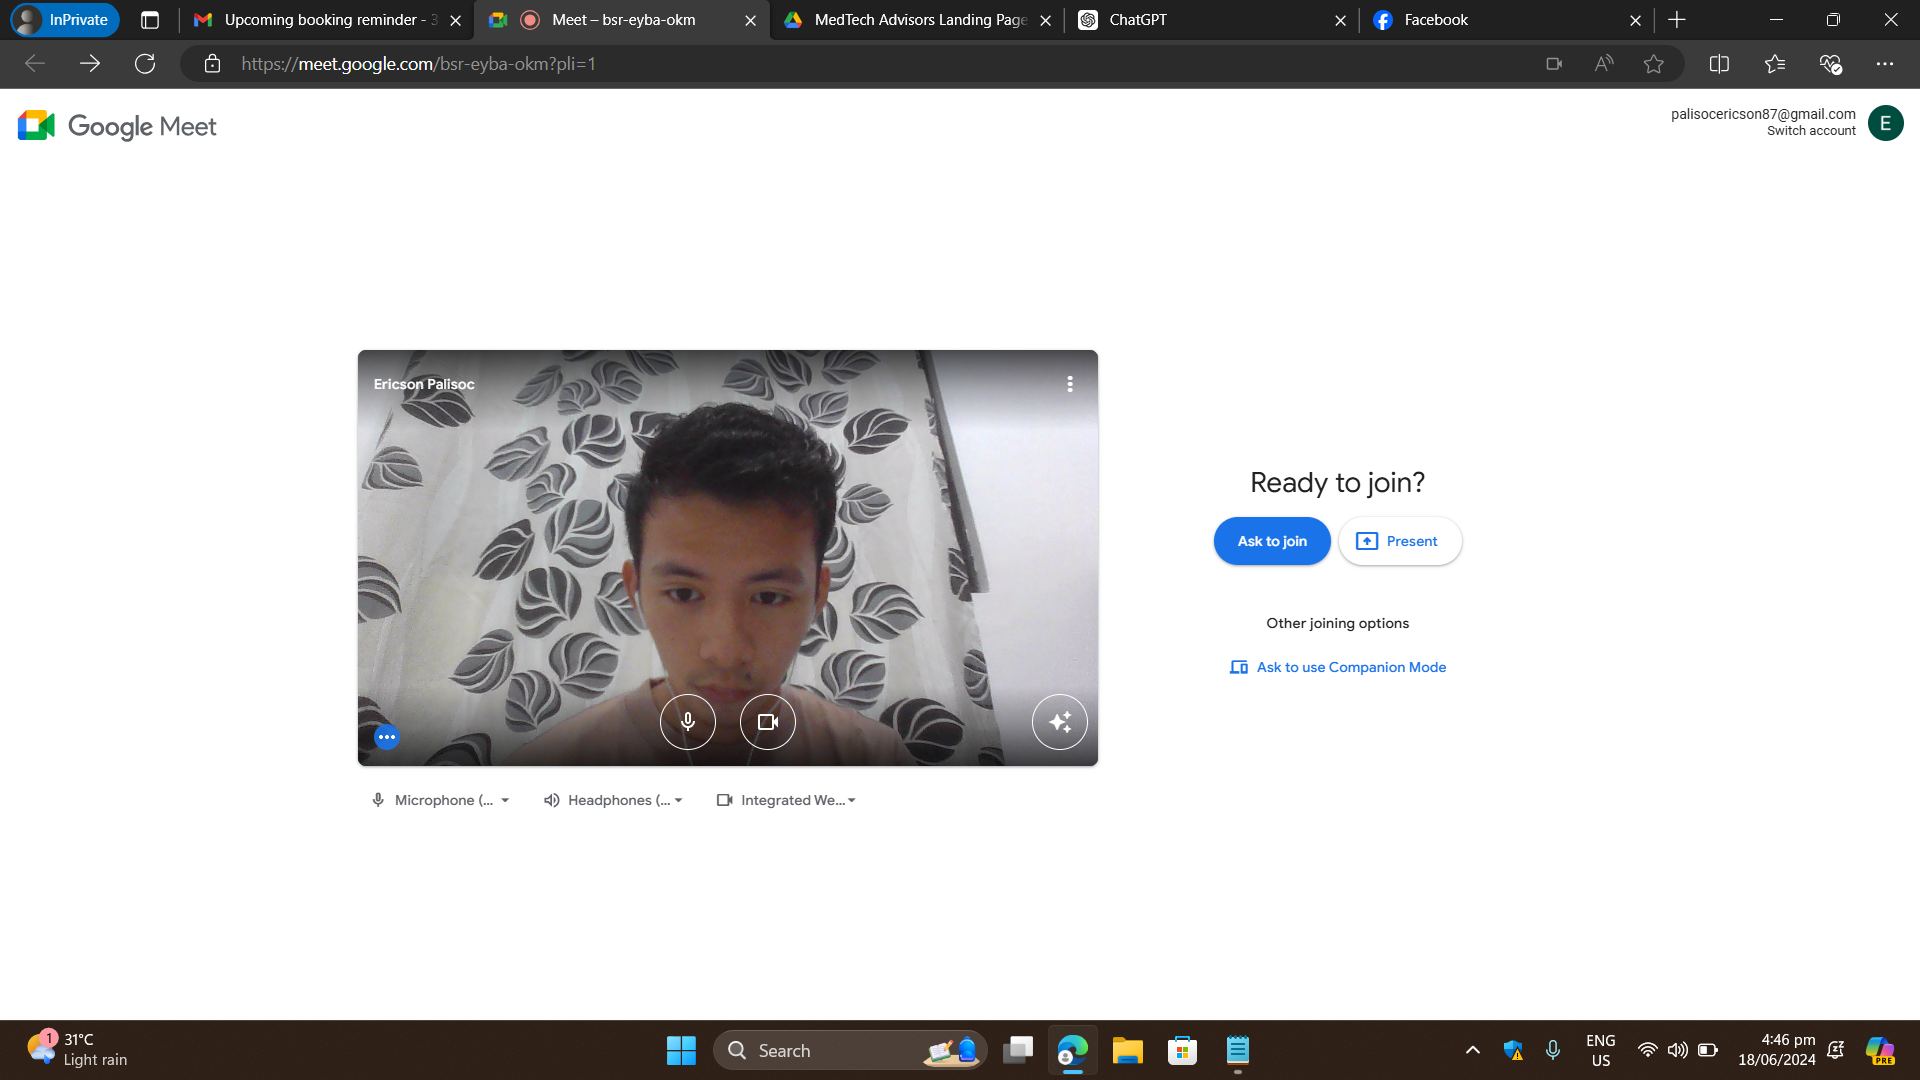 InPrivate
Upcoming booking reminder - 3
Meet – bsr-eyba-okm
MedTech Advisors Landing Page
ChatGPT
Facebook
https://meet.google.com/bsr-eyba-okm?pli=1
Google Meet
palisocericson87@gmail.com
Switch account
E
Ericson Palisoc
Ready to join?
Ask to join
Present
Other joining options
Ask to use Companion Mode
Microphone (...
Headphones (...
Integrated We...
1
31°C
Light rain
Search
ENG
US
4:46 pm
18/06/2024
PRE